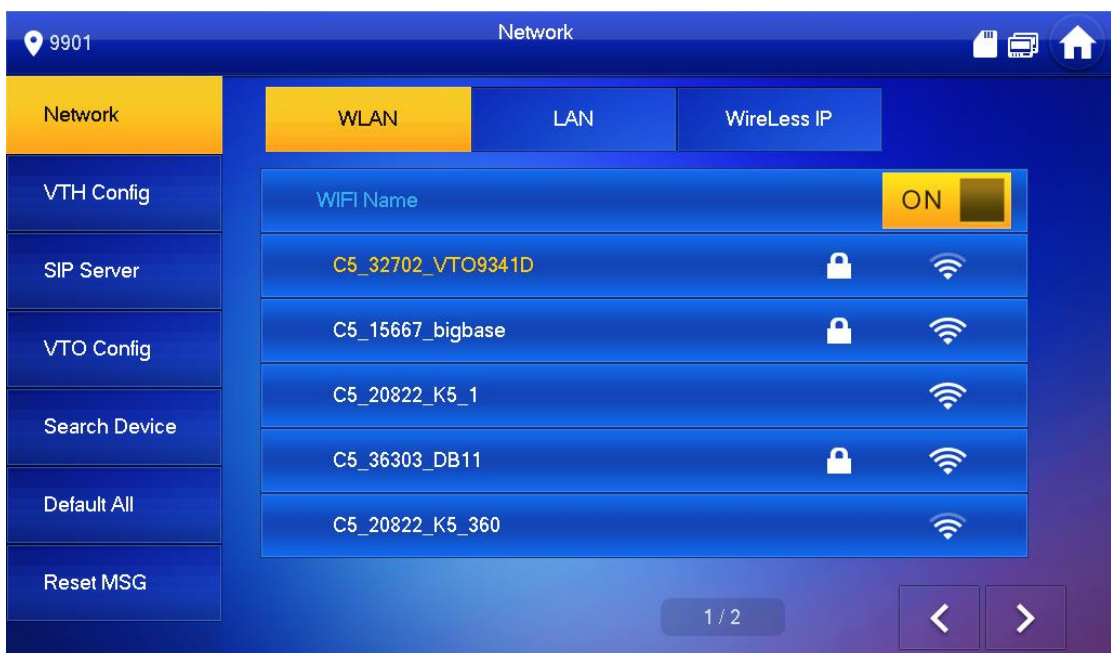 9901
Network
Network
VTH Config
SIP Server
VTO Config
Search Device
Default All
Reset MSG
WLAN
LAN
WireLess IP
WIFI Name
ON
C5_32702_VTO9341D
C5_15667_bigbase
C5_20822_K5_1
C5_36303_DB11
C5_20822_K5_360
1 / 2